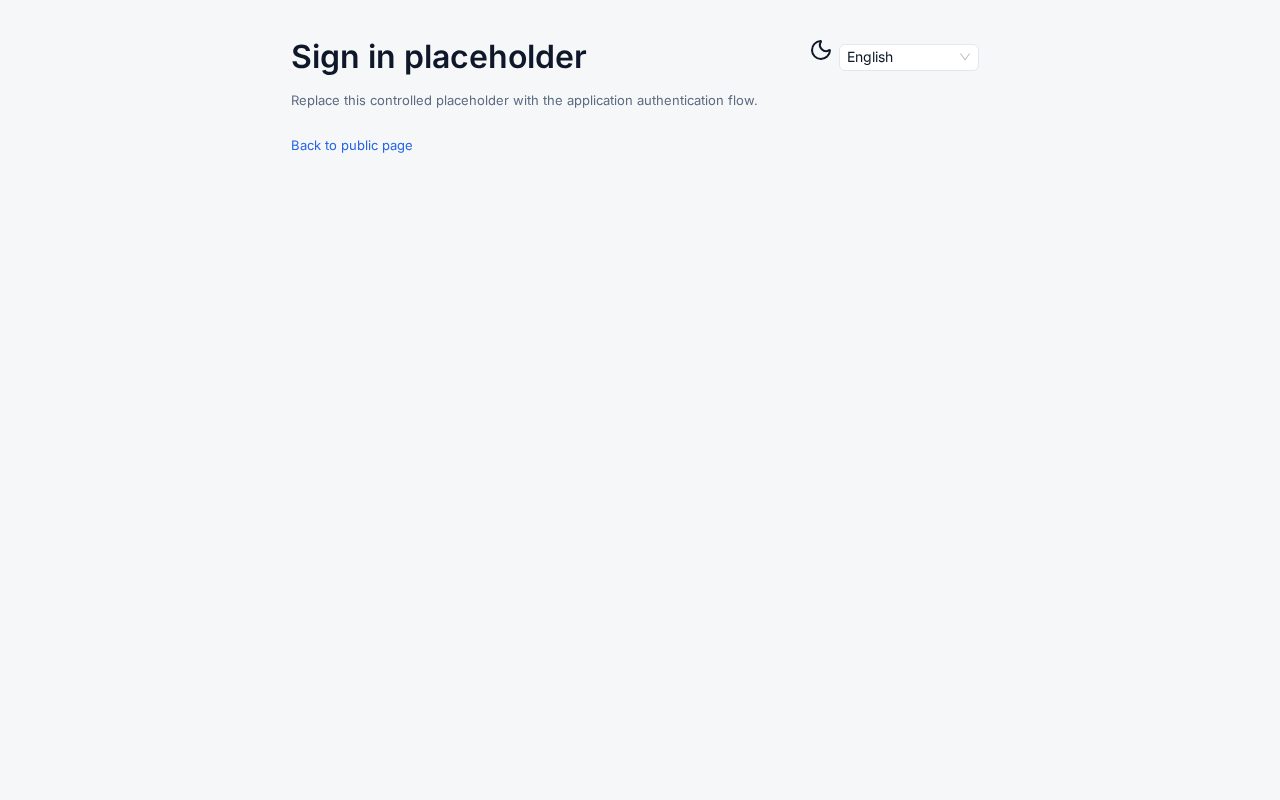 Sign in placeholder
English
Replace this controlled placeholder with the application authentication flow.
Back to public page